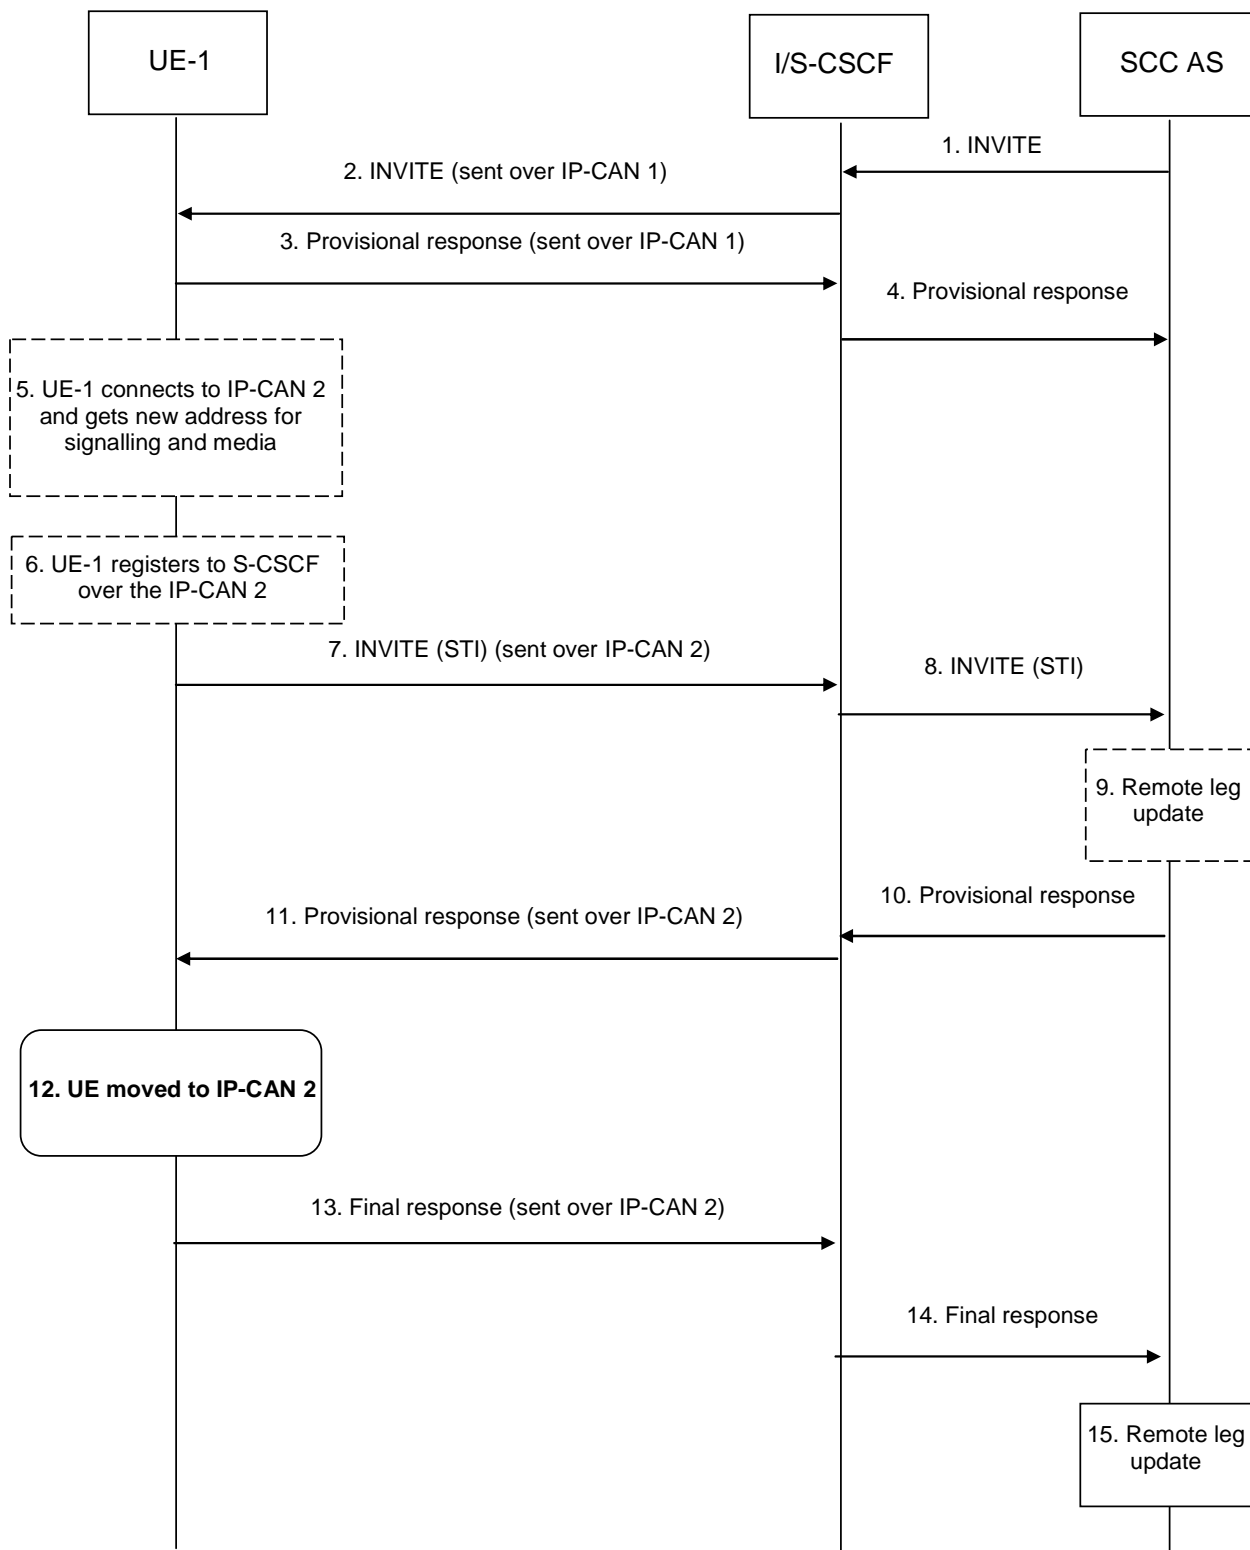 UE-1
I/S-CSCF
SCC AS
1. INVITE
2. INVITE (sent over IP-CAN 1)
3. Provisional response (sent over IP-CAN 1)
4. Provisional response
5. UE-1 connects to IP-CAN 2
and gets new address for
signalling and media
6. UE-1 registers to S-CSCF
over the IP-CAN 2
7. INVITE (STI) (sent over IP-CAN 2)
8. INVITE (STI)
9. Remote leg
update
10. Provisional response
11. Provisional response (sent over IP-CAN 2)
12. UE moved to IP-CAN 2
13. Final response (sent over IP-CAN 2)
14. Final response
15. Remote leg
update